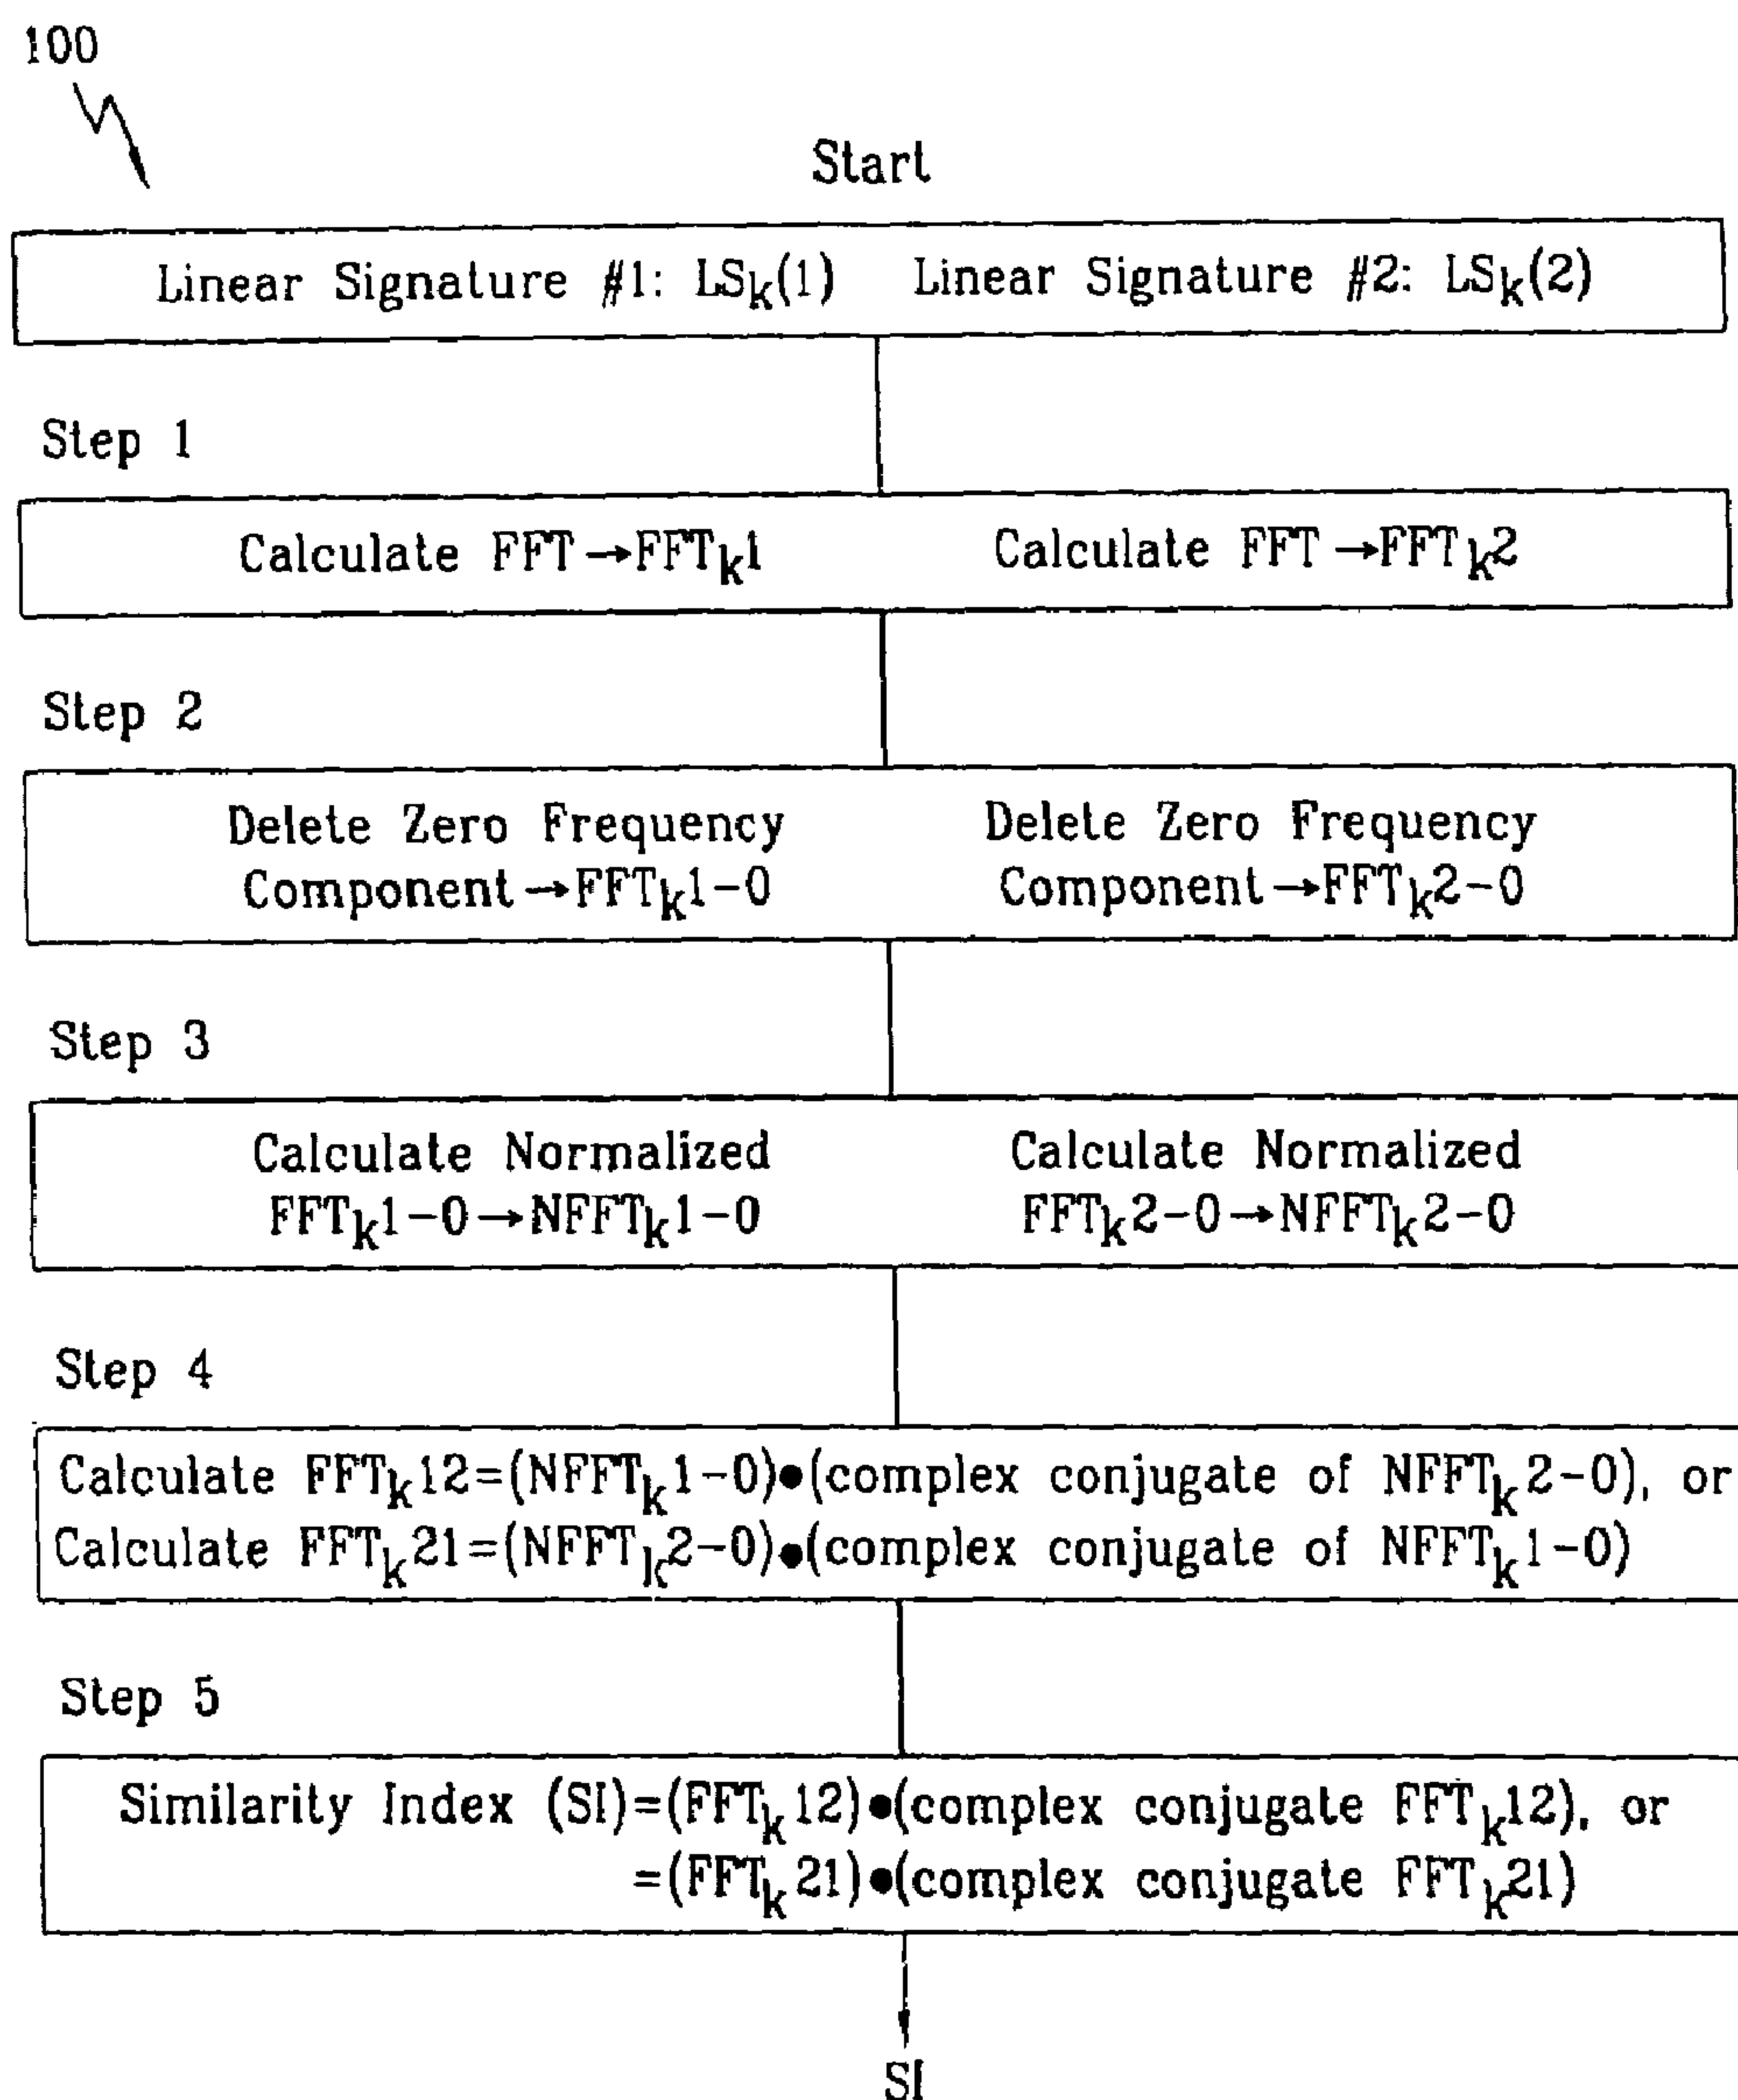 100
Start
Linear Signature #1: LSk(1) Linear Signature #2: LSk(2)
Step 1
Calculate FFT→FFTk1 Calculate FFT→FFTk2
Step 2
Delete Zero Frequency Delete Zero Frequency
Component→FFTk1-0 Component→FFTk2-0
Step 3
Calculate Normalized Calculate Normalized
FFTk1-0→NFFTk1-0 FFTk2-0→NFFTk2-0
Step 4
Calculate FFTk12=(NFFTk1-0)●(complex conjugate of NFFTk2-0), or
Calculate FFTk21=(NFFTk2-0)●(complex conjugate of NFFTk1-0)
Step 5
Similarity Index (SI)=(FFTk12)●(complex conjugate FFTk12), or
=(FFTk21)●(complex conjugate FFTk21)
SI